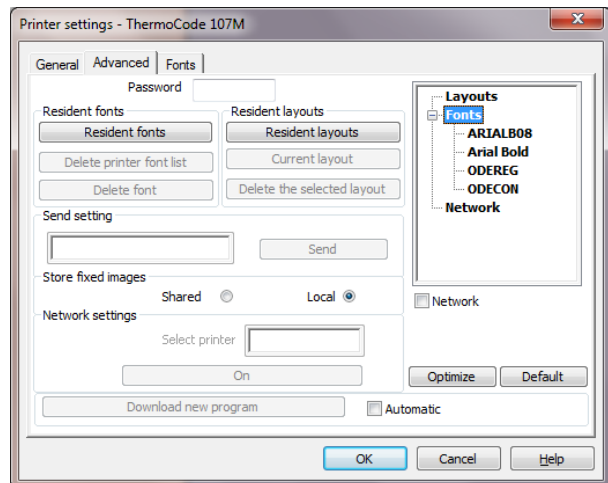 Printer settings - ThermoCode 107M
General Advanced Fonts
Password
Resident fonts
Resident fonts
Delete printer font list
Delete font
Resident layouts
Resident layouts
Current layout
Delete the selected layout
Send setting
Send
Store fixed images
Shared Local
Network settings
Select printer
On
Download new program
Automatic
Layouts
Fonts
ARIALB08
Arial Bold
ODEREG
ODECON
Network
Network
Optimize Default
OK Cancel Help